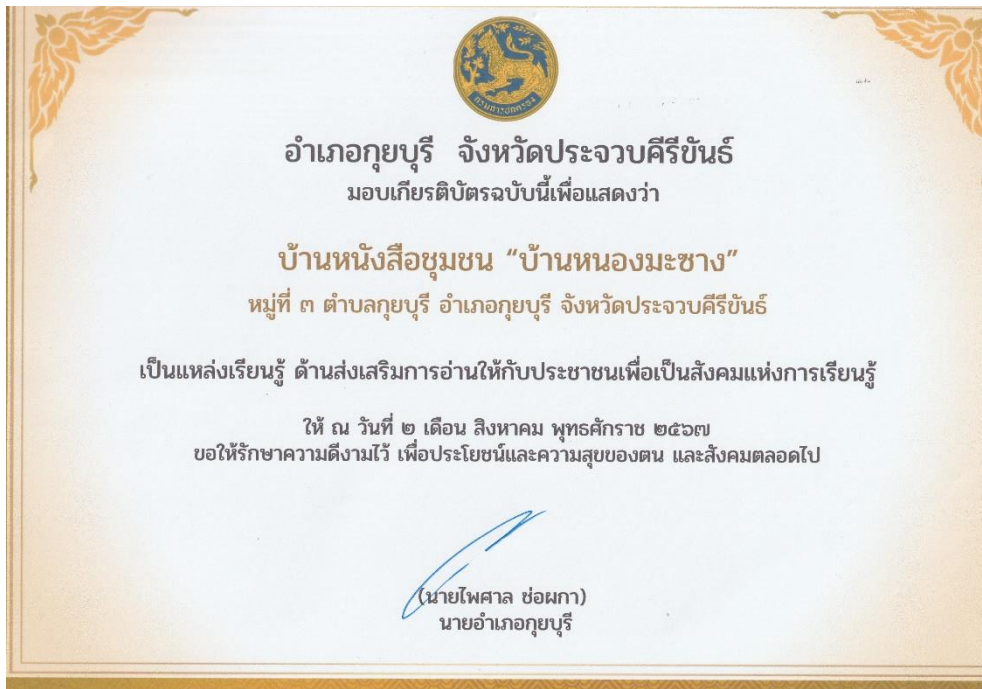 กรมการปกครอง
อำเภอกุยบุรี จังหวัดประจวบคีรีขันธ์
มอบเกียรติบัตรฉบับนี้เพื่อแสดงว่า
บ้านหนังสือชุมชน “บ้านหนองมะซาง”
หมู่ที่ ๓ ตำบลกุยบุรี อำเภอกุยบุรี จังหวัดประจวบคีรีขันธ์
เป็นแหล่งเรียนรู้ ด้านส่งเสริมการอ่านให้กับประชาชนเพื่อเป็นสังคมแห่งการเรียนรู้
ให้ ณ วันที่ ๒ เดือน สิงหาคม พุทธศักราช ๒๕๖๗
ขอให้รักษาความดีงามไว้ เพื่อประโยชน์และความสุขของตน และสังคมตลอดไป
(นายไพศาล ช่อผกา)
นายอำเภอกุยบุรี